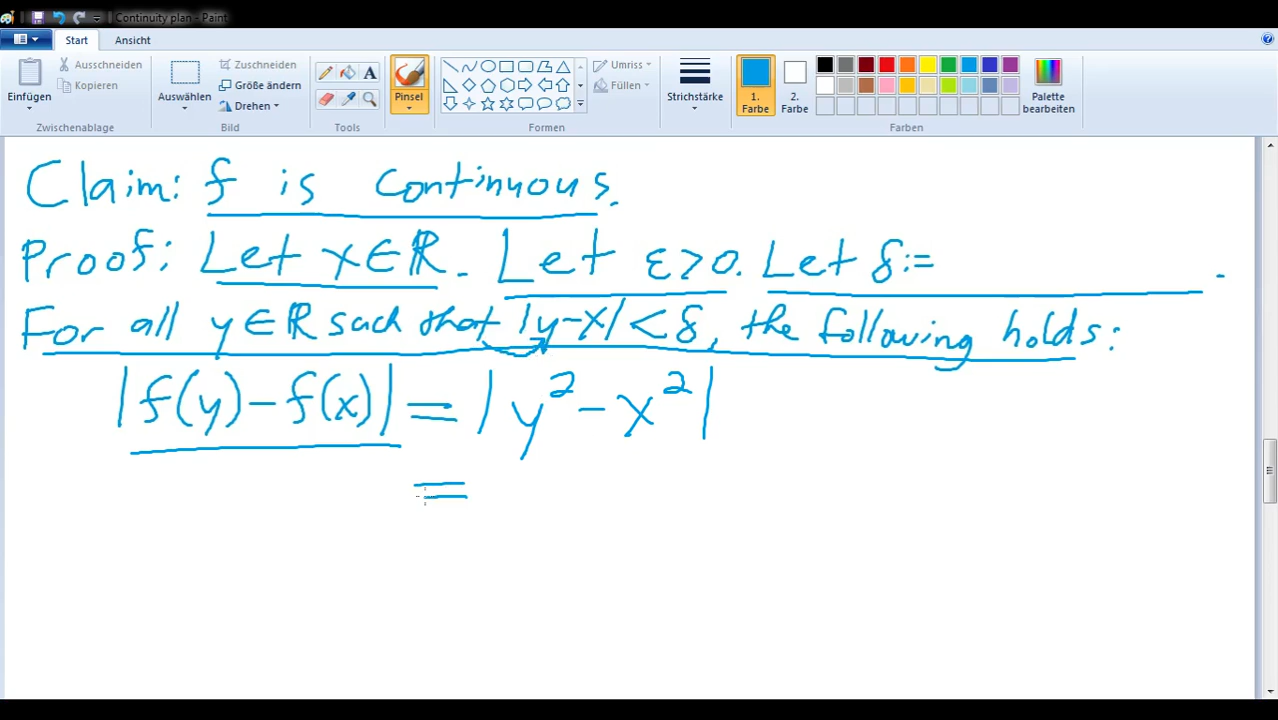 Continuity plan - Paint
Start Ansicht
Einfügen
Ausschneiden
Kopieren
Zwischenablage
Auswählen
Zuschneiden
Größe ändern
Drehen
Bild
A
Tools
Pinsel
Formen
Umriss
Füllen
Strichstärke
1. Farbe
2. Farbe
Farben
Palette bearbeiten
Claim: f is continuous.
Proof: Let x∈ℝ. Let ε>0. Let δ:= .
For all y∈ℝ such that |y-x|<δ, the following holds:
|f(y)-f(x)| = |y²-x²|
=